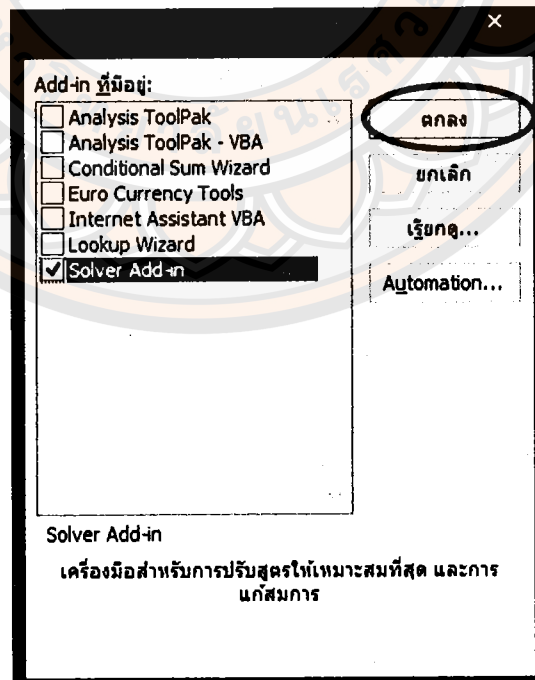 ×
Add-in ที่มีอยู่:
Analysis ToolPak
Analysis ToolPak - VBA
Conditional Sum Wizard
Euro Currency Tools
Internet Assistant VBA
Lookup Wizard
Solver Add-in
ตกลง
ยกเลิก
เรียกดู...
Automation...
Solver Add-in
เครื่องมือสำหรับการปรับสูตรให้เหมาะสมที่สุด และการ
แก้สมการ